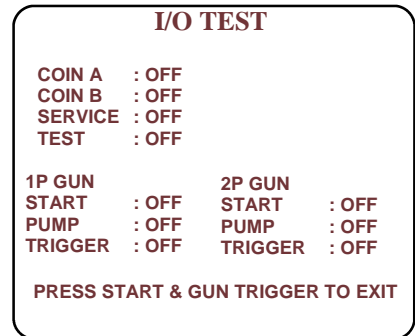 I/O TEST
COIN A : OFF
COIN B : OFF
SERVICE : OFF
TEST : OFF
1P GUN 2P GUN
START : OFF START : OFF
PUMP : OFF PUMP : OFF
TRIGGER : OFF TRIGGER : OFF
PRESS START & GUN TRIGGER TO EXIT